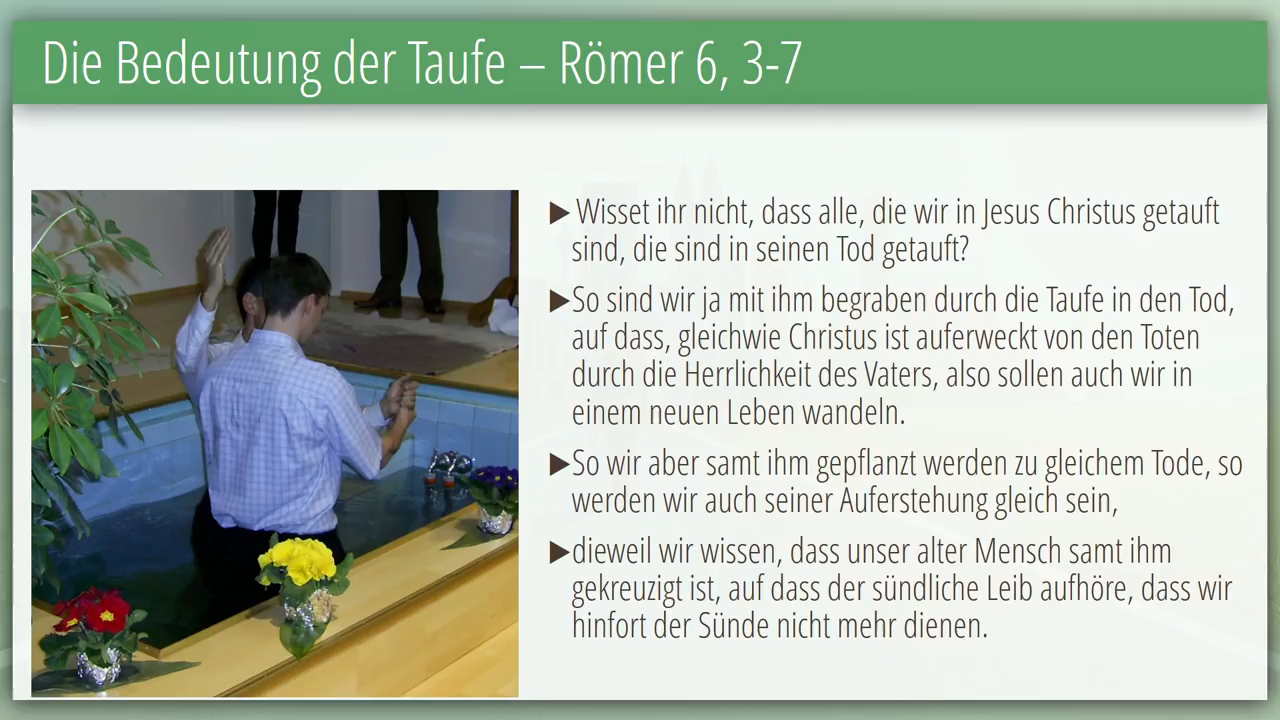 Die Bedeutung der Taufe – Römer 6, 3-7
▶ Wisset ihr nicht, dass alle, die wir in Jesus Christus getauft
sind, die sind in seinen Tod getauft?
▶So sind wir ja mit ihm begraben durch die Taufe in den Tod,
auf dass, gleichwie Christus ist auferweckt von den Toten
durch die Herrlichkeit des Vaters, also sollen auch wir in
einem neuen Leben wandeln.
▶So wir aber samt ihm gepflanzt werden zu gleichem Tode, so
werden wir auch seiner Auferstehung gleich sein,
▶dieweil wir wissen, dass unser alter Mensch samt ihm
gekreuzigt ist, auf dass der sündliche Leib aufhöre, dass wir
hinfort der Sünde nicht mehr dienen.